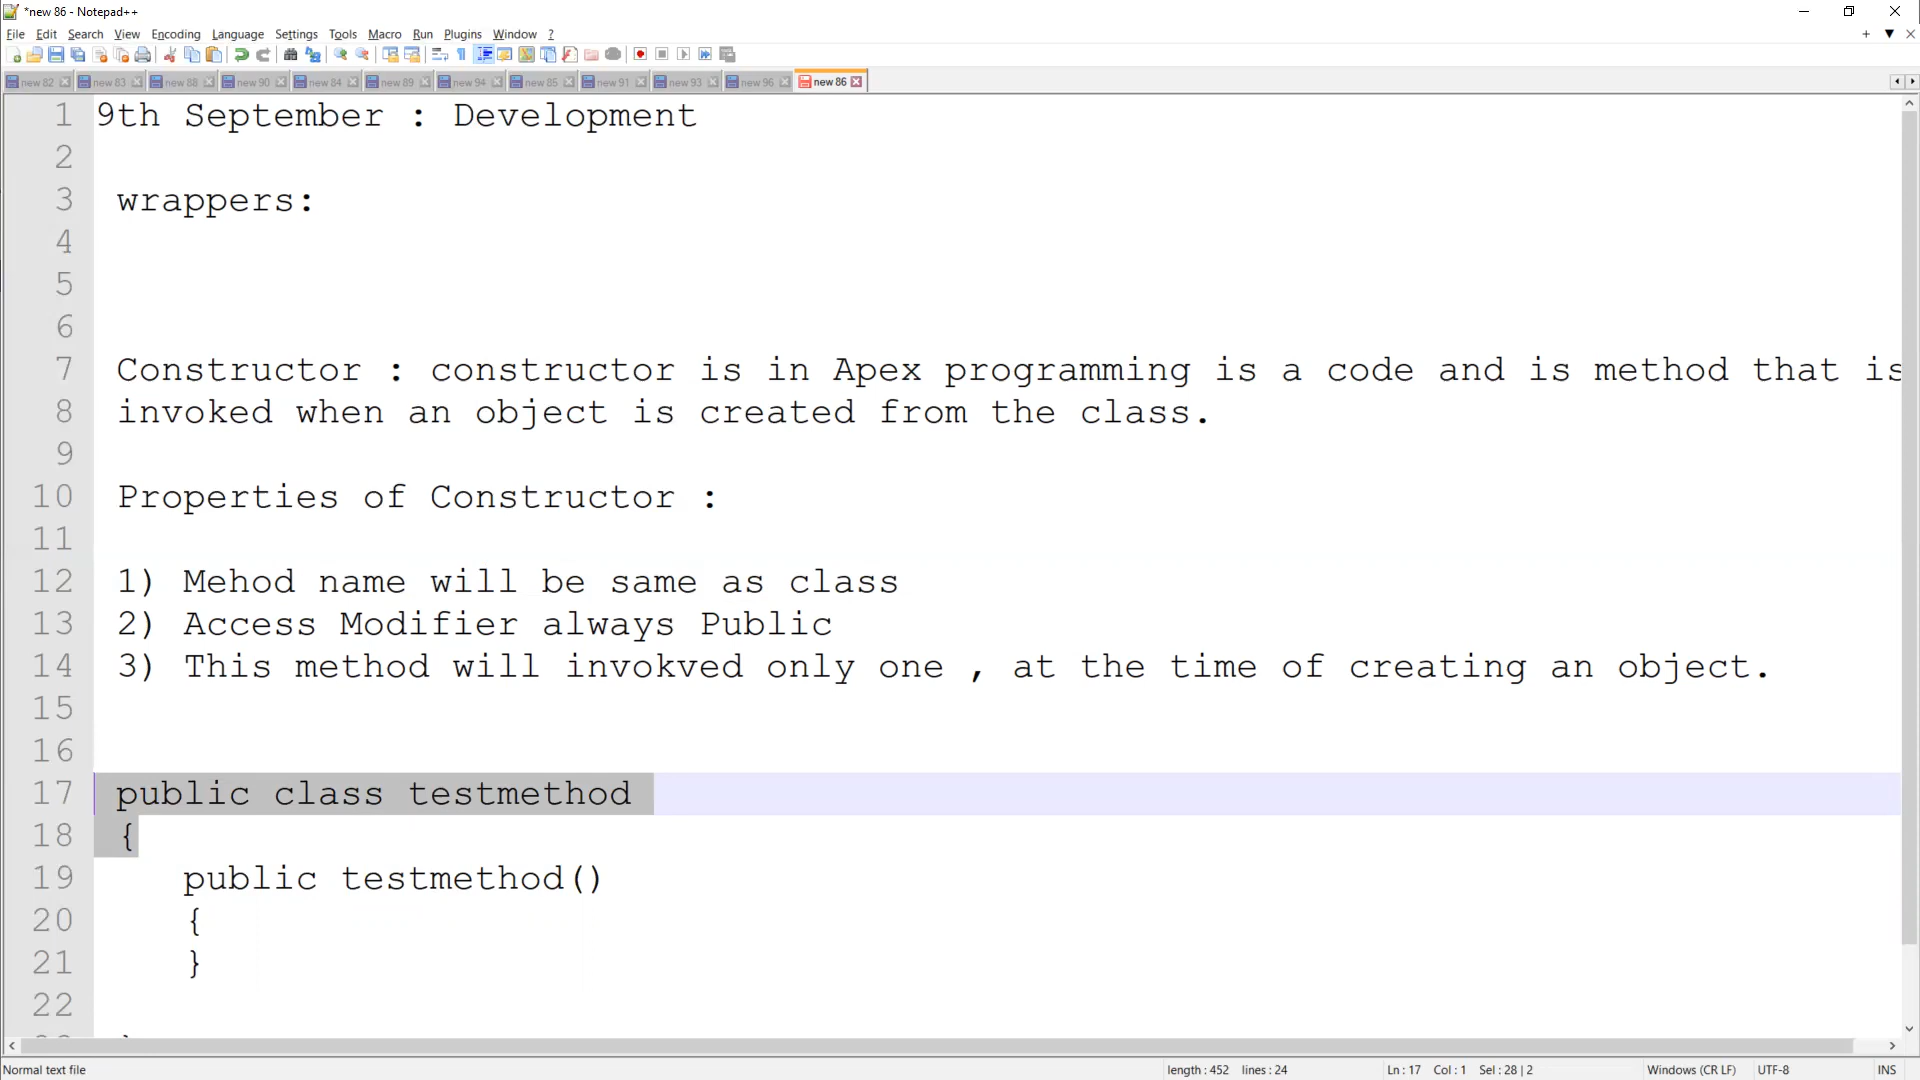 *new 86 - Notepad++
File Edit Search View Encoding Language Settings Tools Macro Run Plugins Window ?
new 82 new 83 new 88 new 90 new 84 new 89 new 94 new 85 new 91 new 93 new 96 new 86
1 9th September : Development
2
3 wrappers:
4
5
6
7 Constructor : constructor is in Apex programming is a code and is method that is
8 invoked when an object is created from the class.
9
10 Properties of Constructor :
11
12 1) Mehod name will be same as class
13 2) Access Modifier always Public
14 3) This method will invokved only one , at the time of creating an object.
15
16
17 public class testmethod
18 {
19 public testmethod()
20 {
21 }
22
Normal text file length : 452 lines : 24 Ln : 17 Col : 1 Sel : 28 | 2 Windows (CR LF) UTF-8 INS